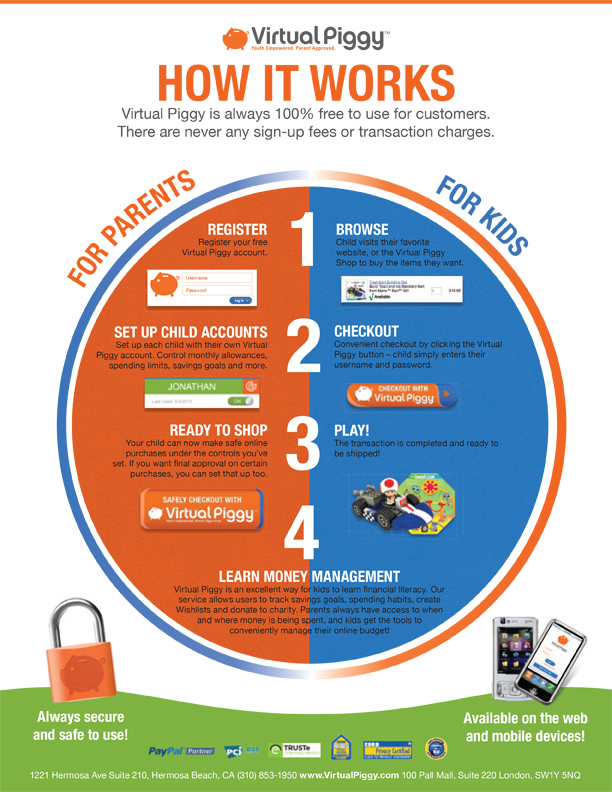 Virtual Piggy™
Youth Empowered. Parent Approved.
HOW IT WORKS
Virtual Piggy is always 100% free to use for customers.
There are never any sign-up fees or transaction charges.
FOR PARENTS
FOR KIDS
1
REGISTER
Register your free
Virtual Piggy account.
Username
Password
Log in
BROWSE
Child visits their favorite
website, or the Virtual Piggy
Shop to buy the items they want.
Available
2
SET UP CHILD ACCOUNTS
Set up each child with their own Virtual
Piggy account. Control monthly allowances,
spending limits, savings goals and more.
JONATHAN
ON
CHECKOUT
Convenient checkout by clicking the Virtual
Piggy button – child simply enters their
username and password.
CHECKOUT WITH
Virtual Piggy
3
READY TO SHOP
Your child can now make safe online
purchases under the controls you've
set. If you want final approval on certain
purchases, you can set that up too.
SAFELY CHECKOUT WITH
Virtual Piggy™
PLAY!
The transaction is completed and ready to
be shipped!
4
LEARN MONEY MANAGEMENT
Virtual Piggy is an excellent way for kids to learn financial literacy. Our
service allows users to track savings goals, spending habits, create
Wishlists and donate to charity. Parents always have access to when
and where money is being spent, and kids get the tools to
conveniently manage their online budget!
Always secure
and safe to use!
Available on the web
and mobile devices!
PayPal Partner
PCI DSS
TRUSTe
ESRB
Privacy Certified
1221 Hermosa Ave Suite 210, Hermosa Beach, CA (310) 853-1950 www.VirtualPiggy.com 100 Pall Mall, Suite 220 London, SW1Y 5NQ